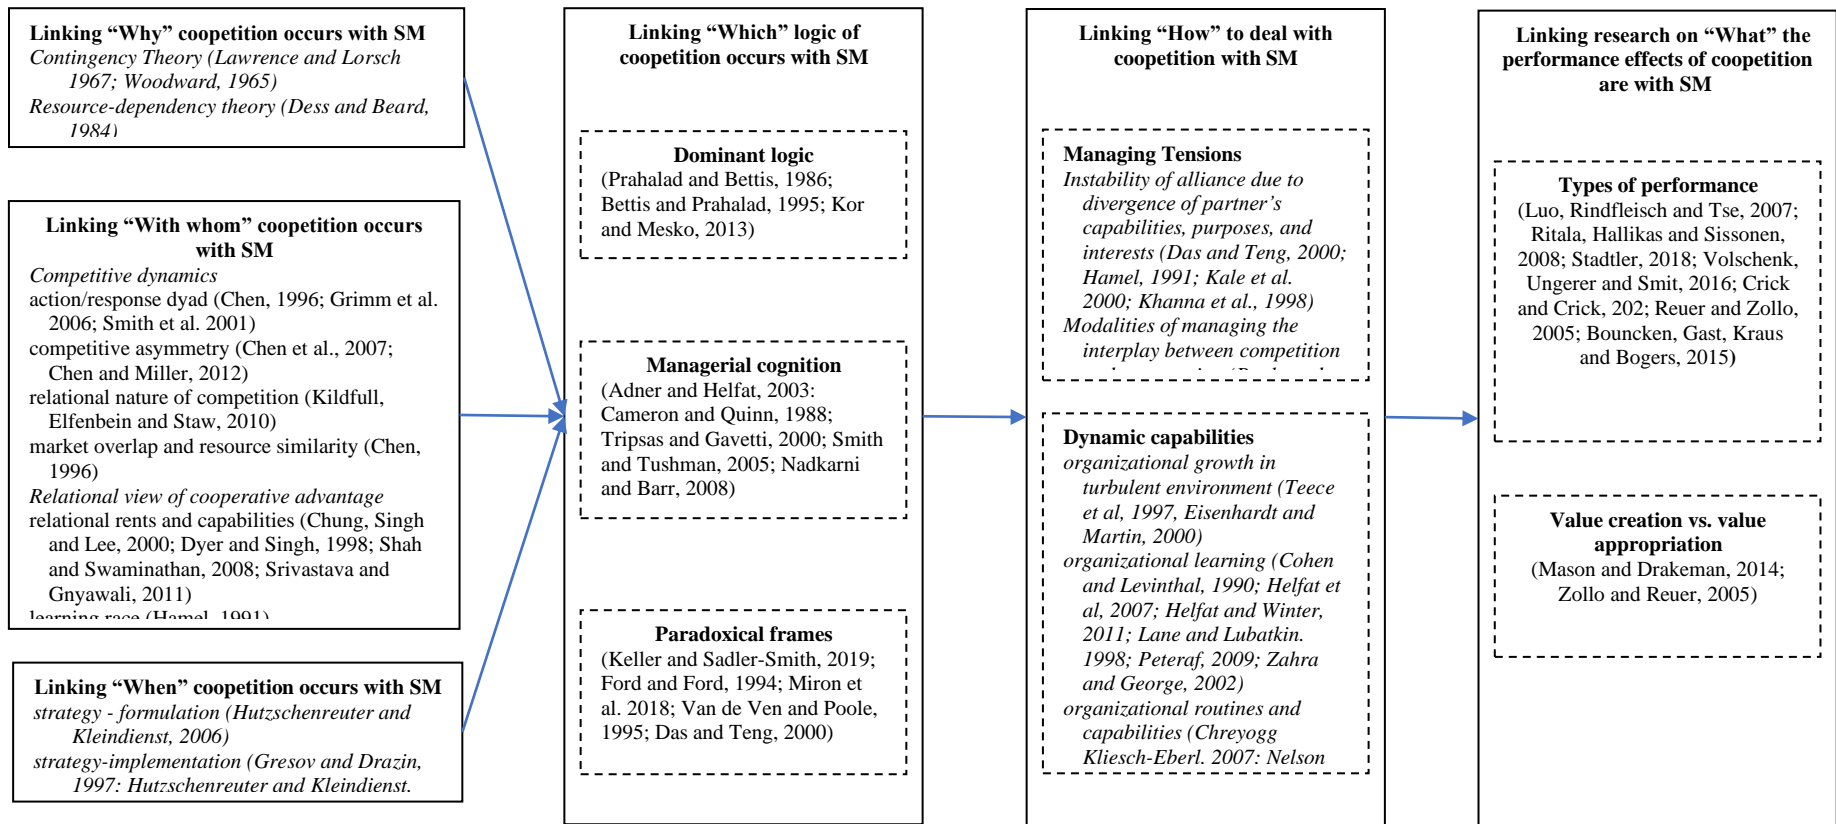 Linking “Why” coopetition occurs with SM
Contingency Theory (Lawrence and Lorsch
1967; Woodward, 1965)
Resource-dependency theory (Dess and Beard,
1984)
Linking “With whom” coopetition occurs
with SM
Competitive dynamics
action/response dyad (Chen, 1996; Grimm et al.
2006; Smith et al. 2001)
competitive asymmetry (Chen et al., 2007;
Chen and Miller, 2012)
relational nature of competition (Kildfull,
Elfenbein and Staw, 2010)
market overlap and resource similarity (Chen,
1996)
Relational view of cooperative advantage
relational rents and capabilities (Chung, Singh
and Lee, 2000; Dyer and Singh, 1998; Shah
and Swaminathan, 2008; Srivastava and
Gnyawali, 2011)
learning race (Hamel, 1991)
Linking “When” coopetition occurs with SM
strategy - formulation (Hutzschenreuter and
Kleindienst, 2006)
strategy-implementation (Gresov and Drazin,
1997; Hutzschenreuter and Kleindienst.
Linking “Which” logic of
coopetition occurs with SM
Dominant logic
(Prahalad and Bettis, 1986;
Bettis and Prahalad, 1995; Kor
and Mesko, 2013)
Managerial cognition
(Adner and Helfat, 2003:
Cameron and Quinn, 1988;
Tripsas and Gavetti, 2000; Smith
and Tushman, 2005; Nadkarni
and Barr, 2008)
Paradoxical frames
(Keller and Sadler-Smith, 2019;
Ford and Ford, 1994; Miron et
al. 2018; Van de Ven and Poole,
1995; Das and Teng, 2000)
Linking “How” to deal with
coopetition with SM
Managing Tensions
Instability of alliance due to
divergence of partner’s
capabilities, purposes, and
interests (Das and Teng, 2000;
Hamel, 1991; Kale et al.
2000; Khanna et al., 1998)
Modalities of managing the
interplay between competition
Dynamic capabilities
organizational growth in
turbulent environment (Teece
et al, 1997, Eisenhardt and
Martin, 2000)
organizational learning (Cohen
and Levinthal, 1990; Helfat et
al, 2007; Helfat and Winter,
2011; Lane and Lubatkin.
1998; Peteraf, 2009; Zahra
and George, 2002)
organizational routines and
capabilities (Chreyogg
Kliesch-Eberl. 2007: Nelson
Linking research on “What” the
performance effects of coopetition
are with SM
Types of performance
(Luo, Rindfleisch and Tse, 2007;
Ritala, Hallikas and Sissonen,
2008; Stadtler, 2018; Volschenk,
Ungerer and Smit, 2016; Crick
and Crick, 202; Reuer and Zollo,
2005; Bouncken, Gast, Kraus
and Bogers, 2015)
Value creation vs. value
appropriation
(Mason and Drakeman, 2014;
Zollo and Reuer, 2005)